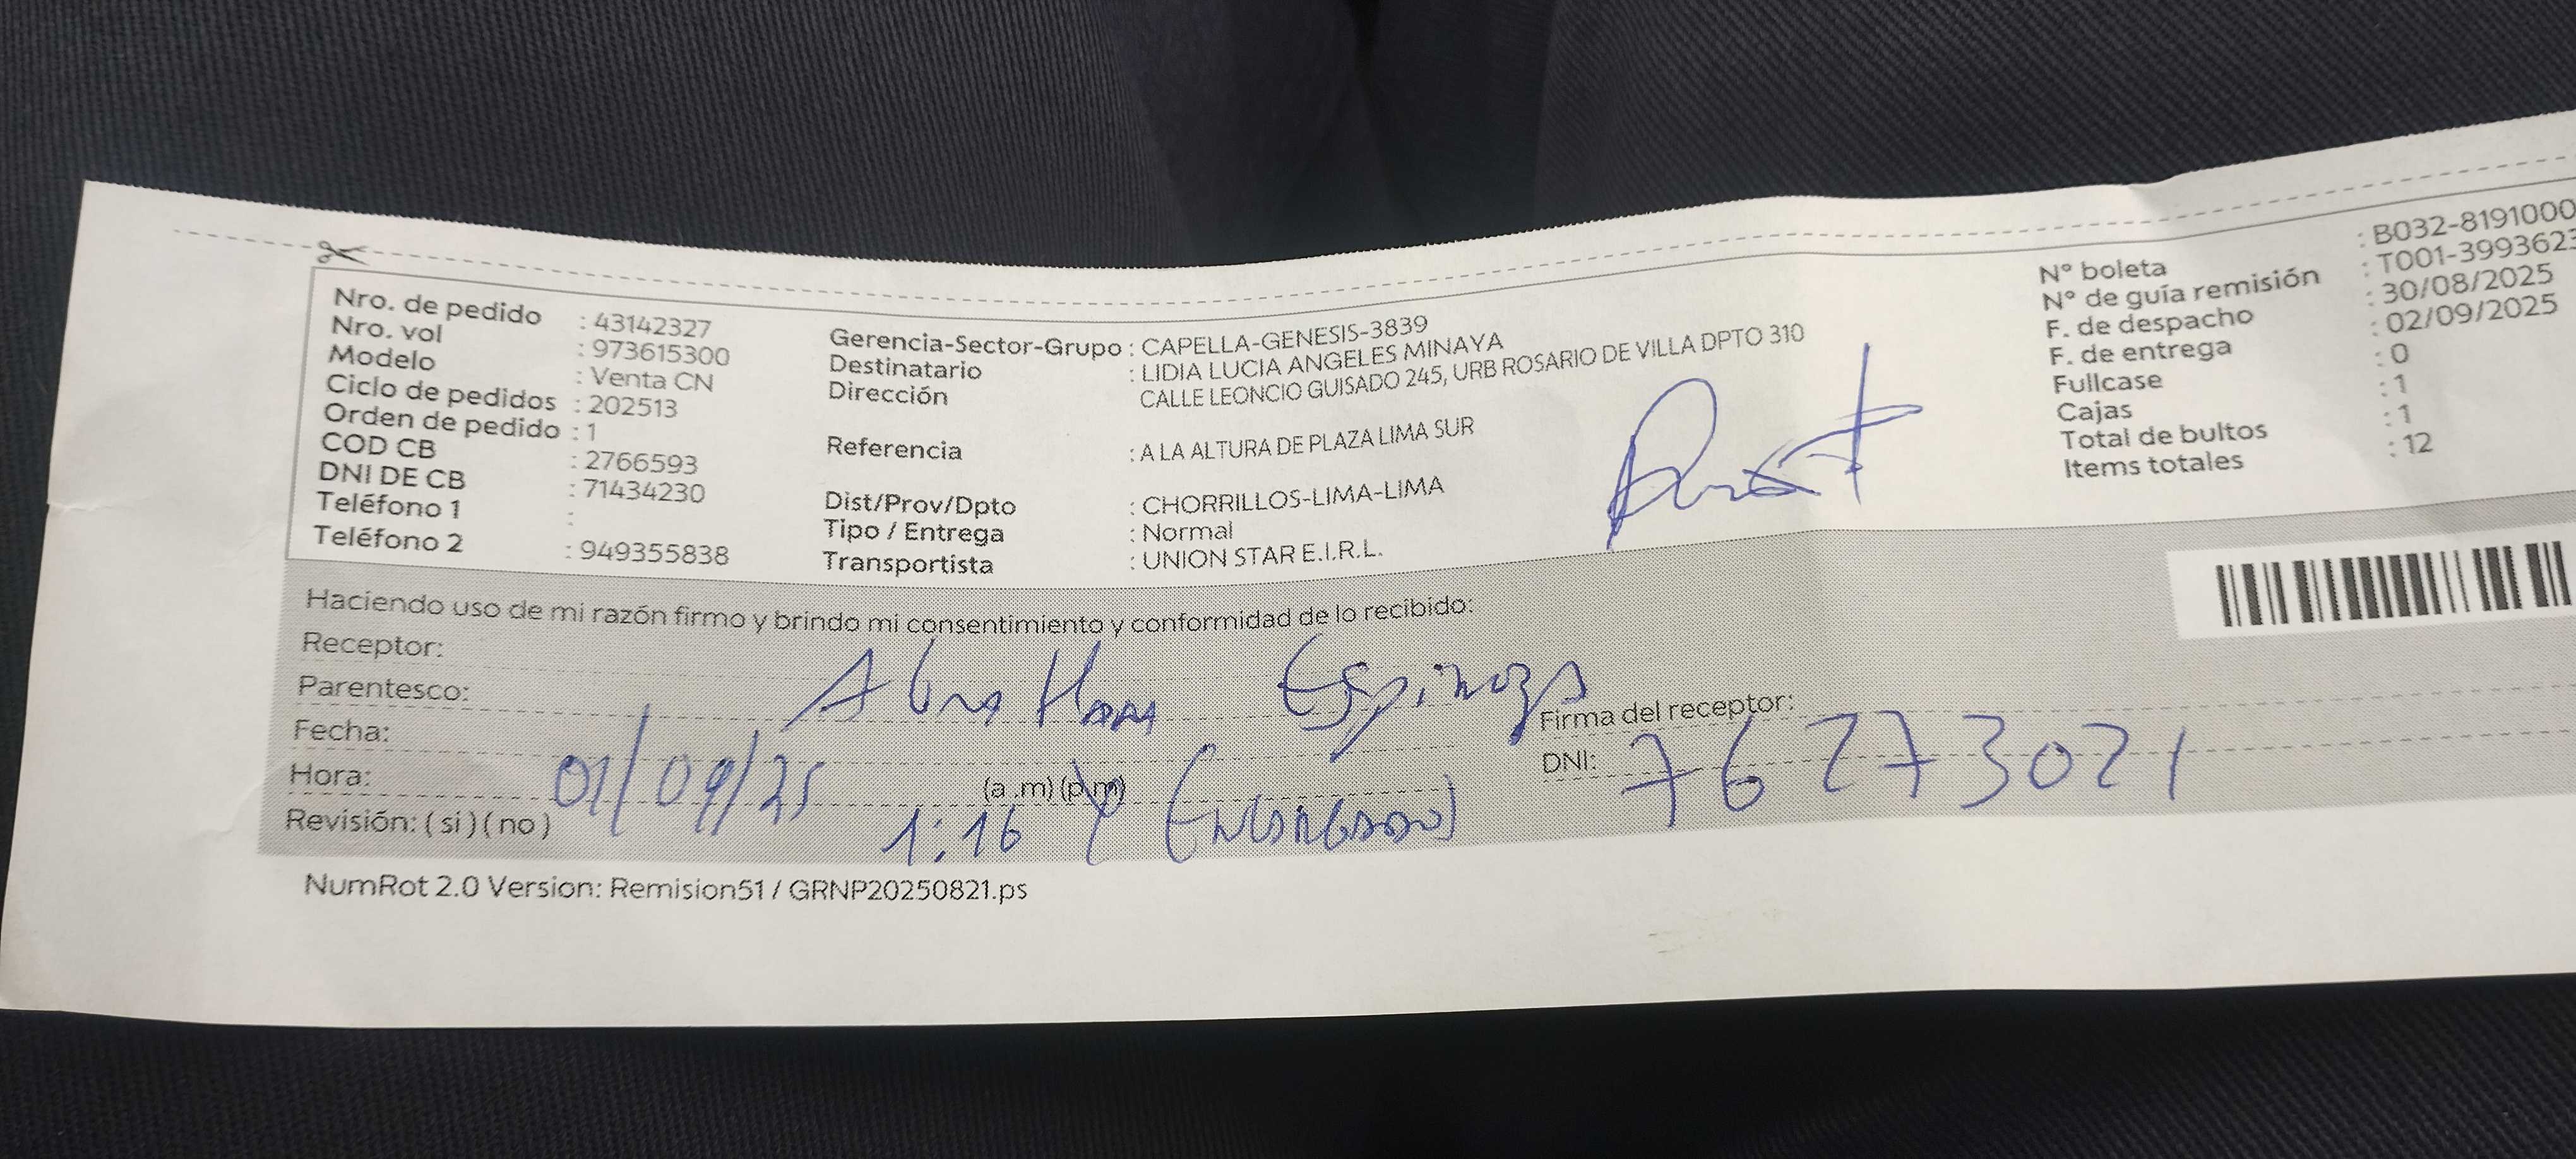 Nro. de pedido : 43142327
Nro. vol : 973615300
Modelo : Venta CN
Ciclo de pedidos : 202513
Orden de pedido : 1
COD CB : 2766593
DNI DE CB : 71434230
Teléfono 1 :
Teléfono 2 : 949355838
Gerencia-Sector-Grupo : CAPELLA-GENESIS-3839
Destinatario : LIDIA LUCIA ANGELES MINAYA
Dirección CALLE LEONCIO GUISADO 245, URB ROSARIO DE VILLA DPTO 310
Referencia : A LA ALTURA DE PLAZA LIMA SUR
Dist/Prov/Dpto : CHORRILLOS-LIMA-LIMA
Tipo / Entrega : Normal
Transportista : UNION STAR E.I.R.L.
N° boleta : B032-8191000
N° de guía remisión : T001-3993623
F. de despacho : 30/08/2025
F. de entrega : 02/09/2025
Fullcase : 0
Cajas : 1
Total de bultos : 1
Items totales : 12
Haciendo uso de mi razón firmo y brindo mi consentimiento y conformidad de lo recibido:
Receptor:
Parentesco: Abraham Espinoza
Firma del receptor:
Fecha:
DNI: 76273021
Hora: 01/09/25 (a .m) (p.m)
Revisión: ( si ) ( no ) 1:16 (Encargado)
NumRot 2.0 Version: Remision51 / GRNP20250821.ps